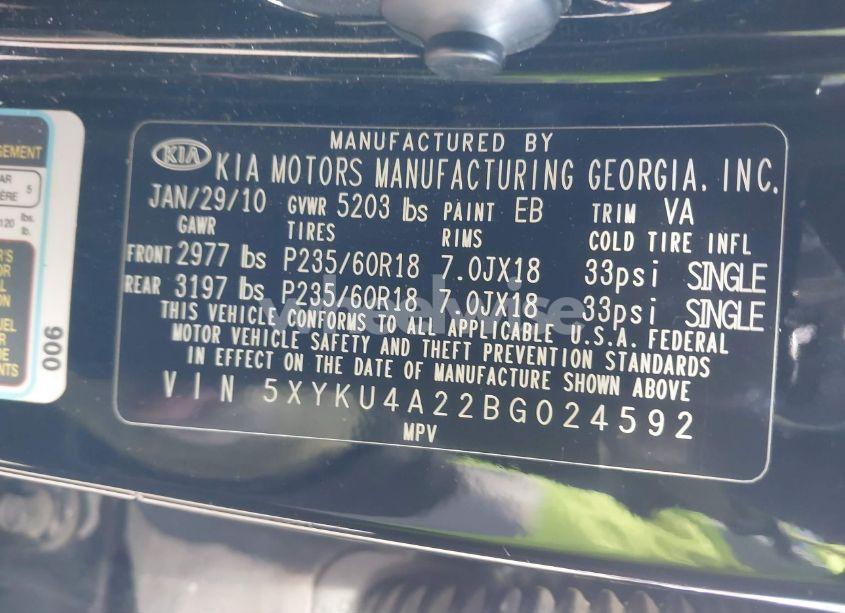 MANUFACTURED BY
KIA KIA MOTORS MANUFACTURING GEORGIA, INC.
JAN/29/10 GVWR 5203 lbs PAINT EB TRIM VA
GAWR TIRES RIMS COLD TIRE INFL
FRONT 2977 lbs P235/60R18 7.0JX18 33psi SINGLE
REAR 3197 lbs P235/60R18 7.0JX18 33psi SINGLE
THIS VEHICLE CONFORMS TO ALL APPLICABLE U.S.A. FEDERAL
MOTOR VEHICLE SAFETY AND THEFT PREVENTION STANDARDS
IN EFFECT ON THE DATE OF MANUFACTURE SHOWN ABOVE
VIN 5XYKU4A22BG024592
MPV
5
lbs.
006